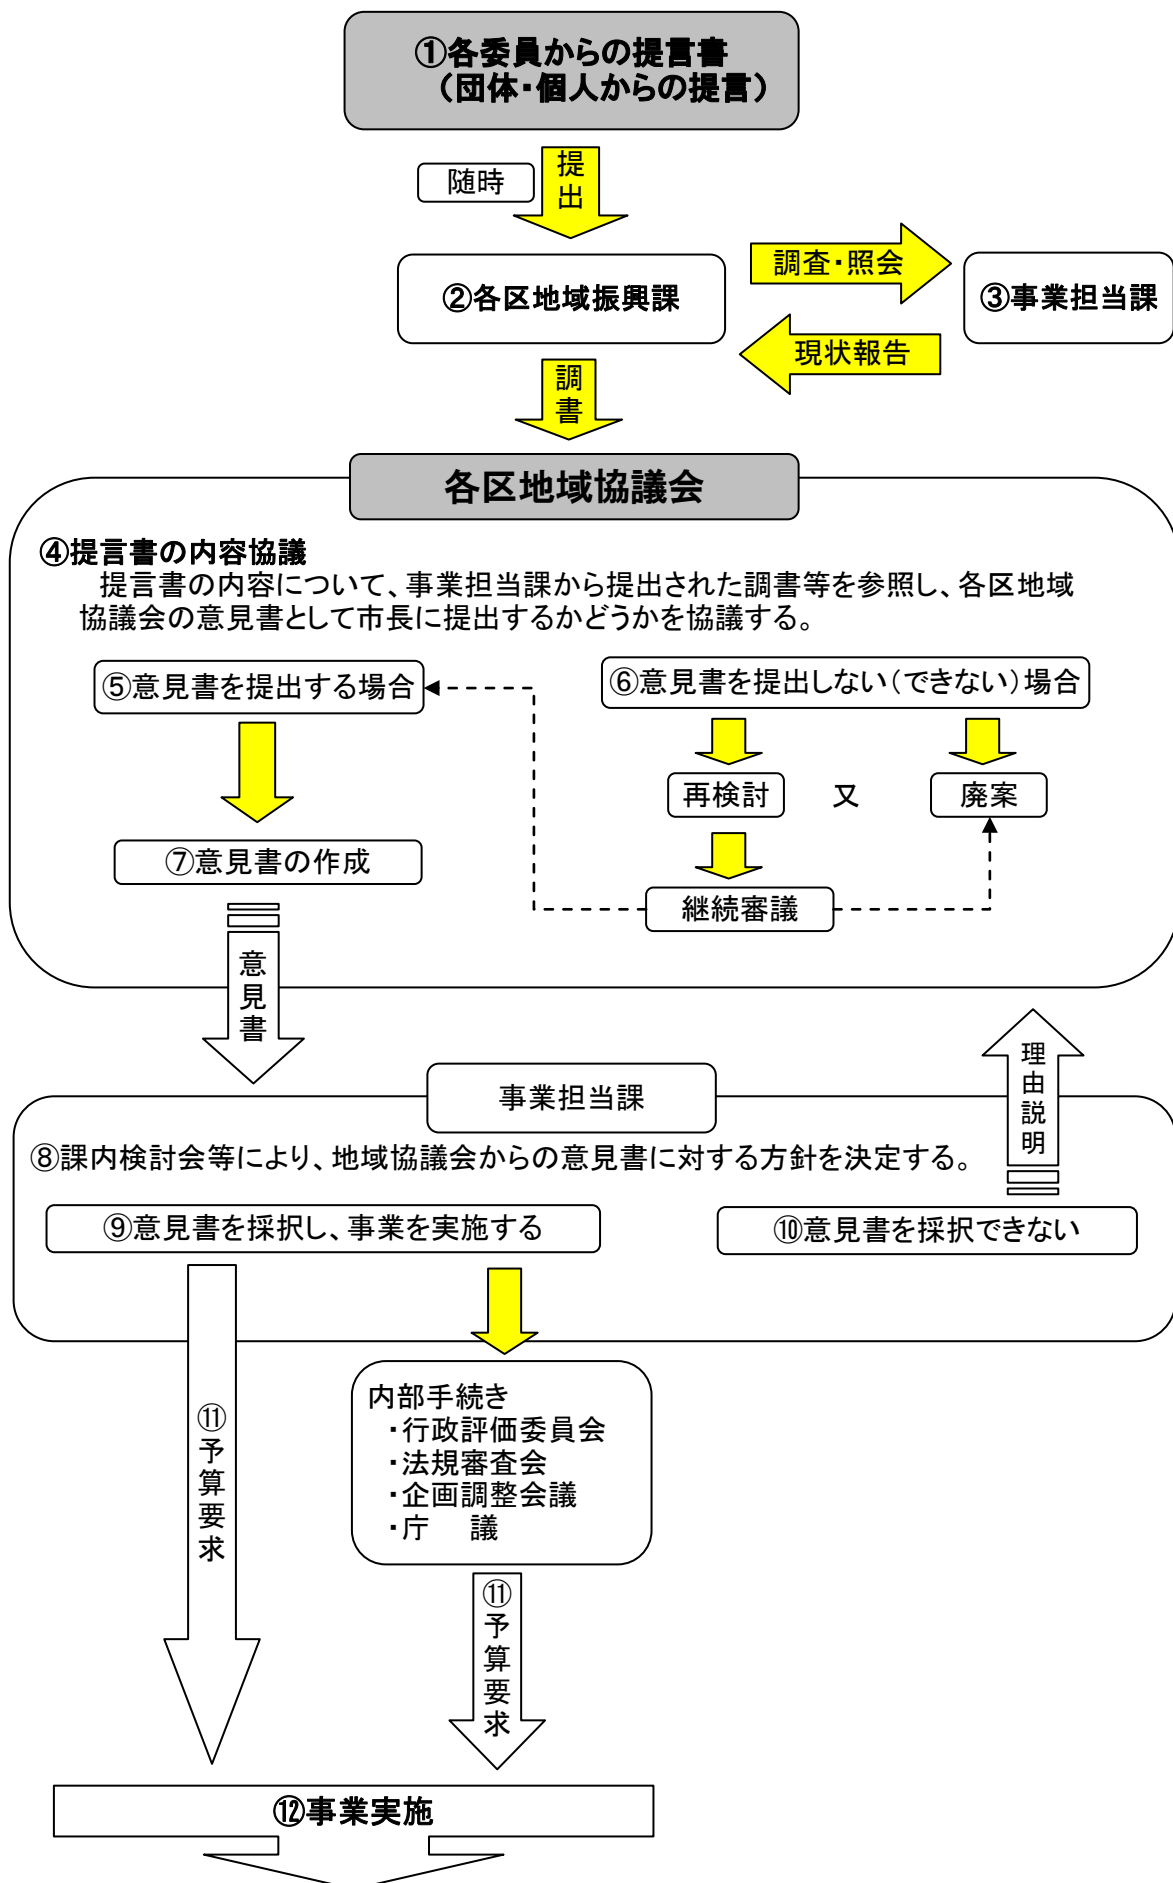 ①各委員からの提言書
（団体・個人からの提言）
随時
提出
②各区地域振興課
調査・照会
③事業担当課
現状報告
調書
各区地域協議会
④提言書の内容協議
提言書の内容について、事業担当課から提出された調書等を参照し、各区地域
協議会の意見書として市長に提出するかどうかを協議する。
⑤意見書を提出する場合
⑥意見書を提出しない（できない）場合
再検討
又
廃案
⑦意見書の作成
継続審議
意見書
理由説明
事業担当課
⑧課内検討会等により、地域協議会からの意見書に対する方針を決定する。
⑨意見書を採択し、事業を実施する
⑩意見書を採択できない
⑪予算要求
内部手続き
・行政評価委員会
・法規審査会
・企画調整会議
・庁　議
⑪予算要求
⑫事業実施